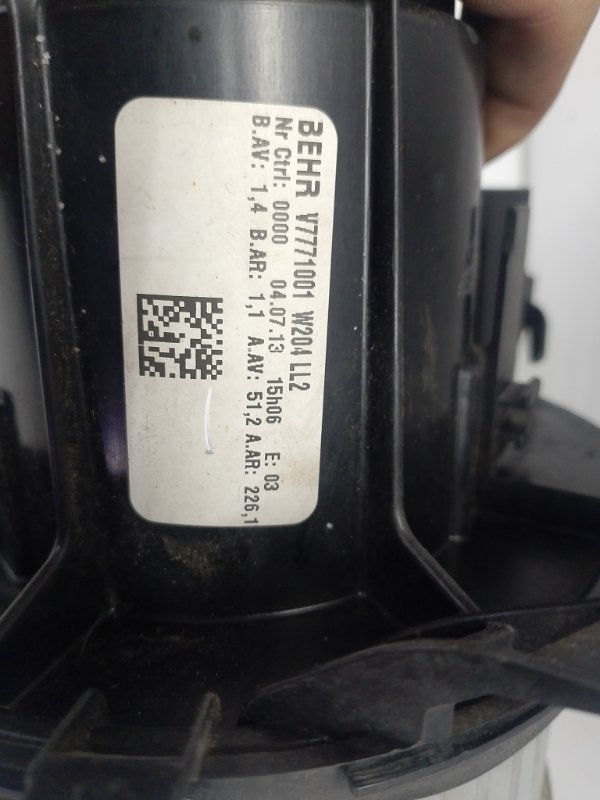 BEHR V7771001 W204 LL2
Nr Ctrl: 0000 04.07.13 15h06 E: 03
B.AV: 1,4 B.AR: 1,1 A.AV: 51,2 A.AR: 226,1